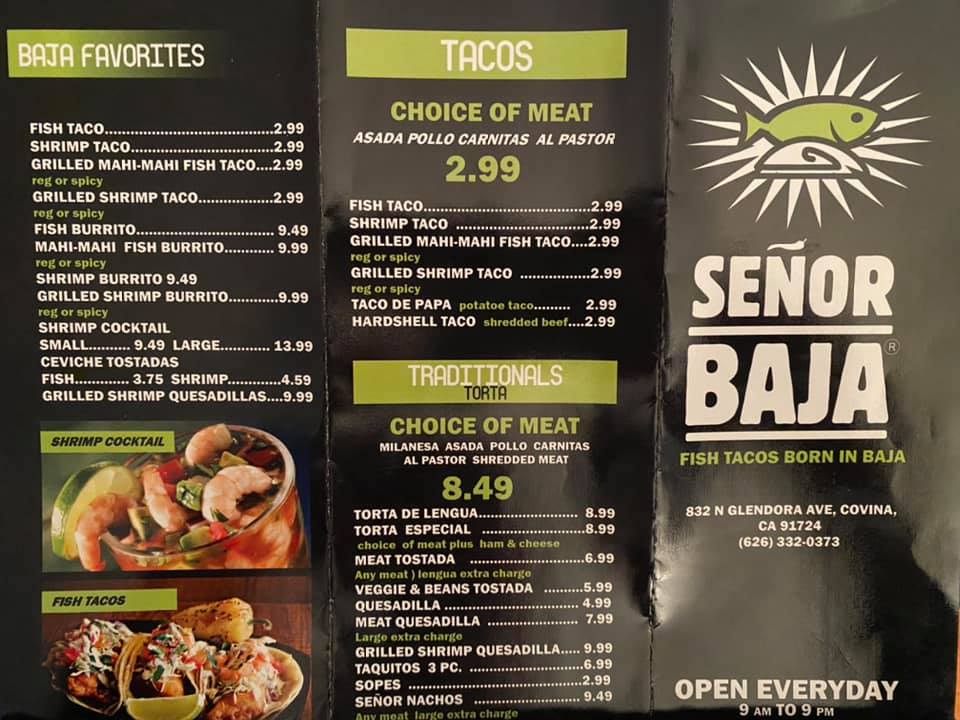 BAJA FAVORITES
FISH TACO............................................2.99
SHRIMP TACO.....................................2.99
GRILLED MAHI-MAHI FISH TACO....2.99
reg or spicy
GRILLED SHRIMP TACO...................2.99
reg or spicy
FISH BURRITO................................ 9.49
MAHI-MAHI FISH BURRITO............ 9.99
reg or spicy
SHRIMP BURRITO 9.49
GRILLED SHRIMP BURRITO............9.99
reg or spicy
SHRIMP COCKTAIL
SMALL.......... 9.49 LARGE............ 13.99
CEVICHE TOSTADAS
FISH............. 3.75 SHRIMP.............4.59
GRILLED SHRIMP QUESADILLAS....9.99
SHRIMP COCKTAIL
FISH TACOS
TACOS
CHOICE OF MEAT
ASADA POLLO CARNITAS AL PASTOR
2.99
FISH TACO...........................................2.99
SHRIMP TACO ..................................2.99
GRILLED MAHI-MAHI FISH TACO....2.99
reg or spicy
GRILLED SHRIMP TACO ...................2.99
reg or spicy
TACO DE PAPA potatoe taco......... 2.99
HARDSHELL TACO shredded beef....2.99
TRADITIONALS
TORTA
CHOICE OF MEAT
MILANESA ASADA POLLO CARNITAS
AL PASTOR SHREDDED MEAT
8.49
TORTA DE LENGUA......................... 8.99
TORTA ESPECIAL .........................8.99
choice of meat plus ham & cheese
MEAT TOSTADA .............................6.99
Any meat ) lengua extra charge
VEGGIE & BEANS TOSTADA ..........5.99
QUESADILLA .................................. 4.99
MEAT QUESADILLA ....................... 7.99
Large extra charge
GRILLED SHRIMP QUESADILLA..... 9.99
TAQUITOS 3 PC. .............................6.99
SOPES ............................................2.99
SEÑOR NACHOS ........................... 9.49
Any meat large extra charge
SEÑOR
BAJA®
FISH TACOS BORN IN BAJA
832 N GLENDORA AVE, COVINA,
CA 91724
(626) 332-0373
OPEN EVERYDAY
9 AM TO 9 PM